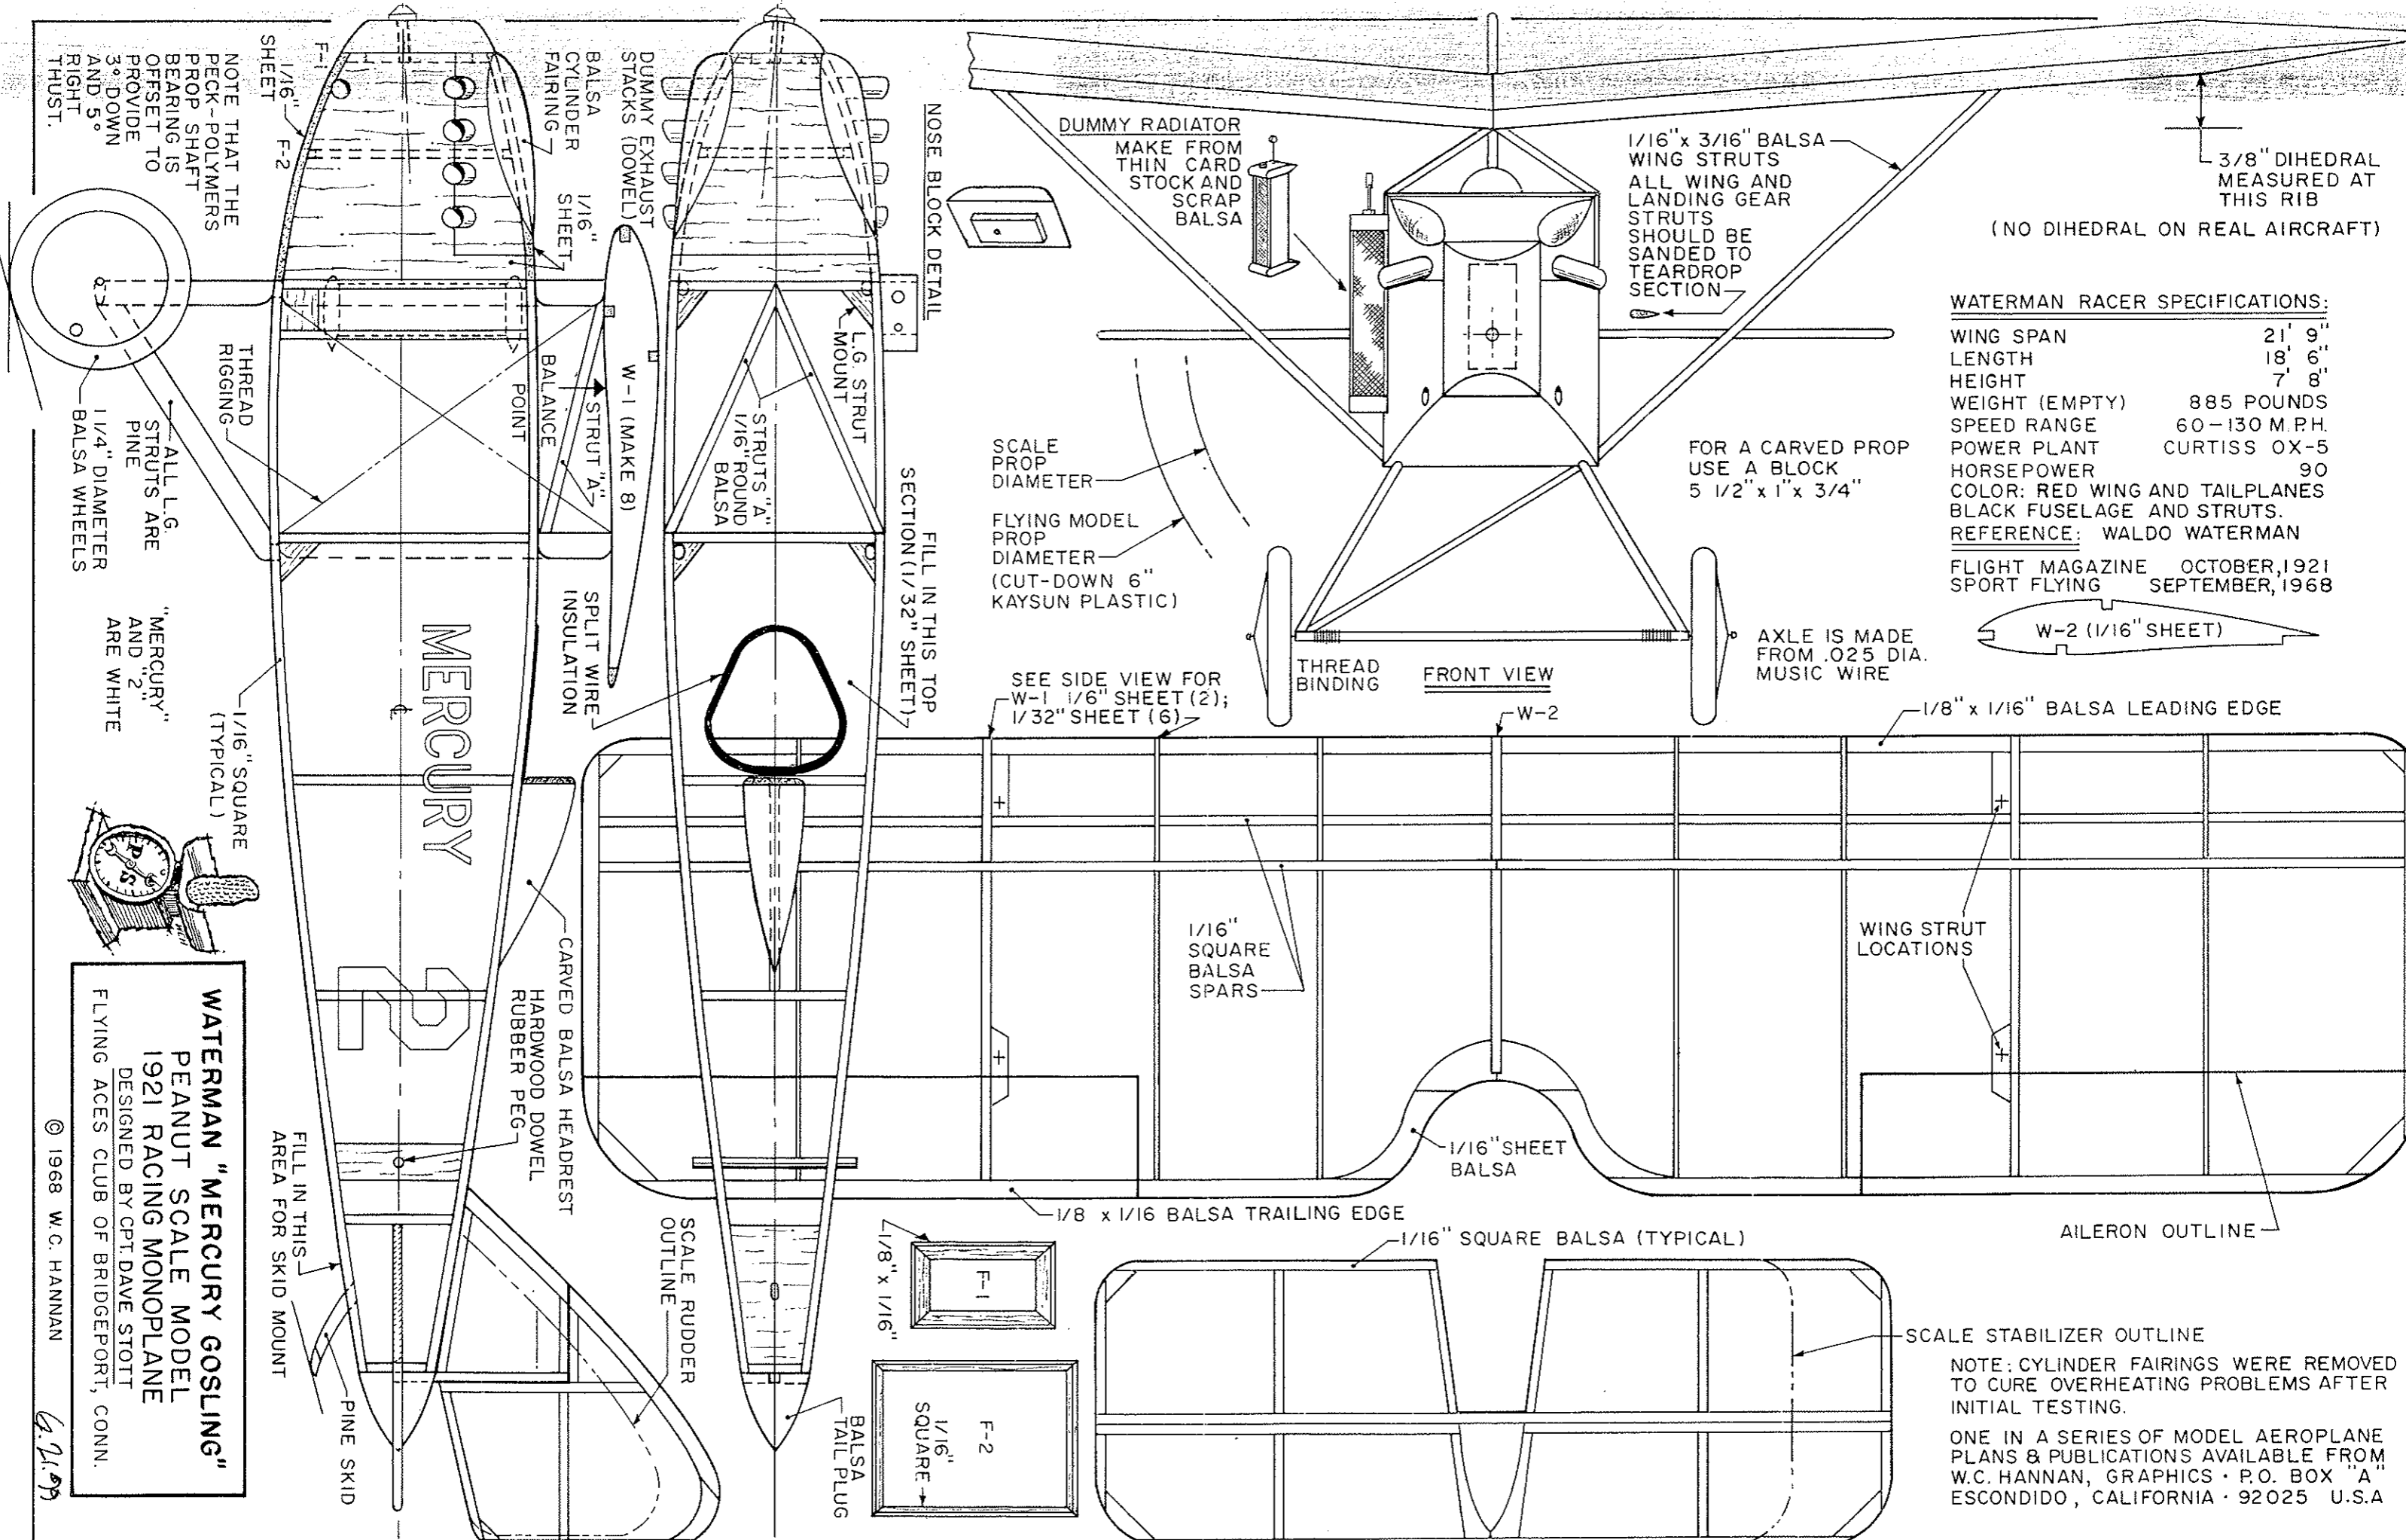 NOTE THAT THE
PECK-POLYMERS
PROP SHAFT
BEARING IS
OFFSET TO
PROVIDE
3° DOWN
AND 5°
RIGHT
THRUST.
1/16"
SHEET
F-1
F-2
DUMMY EXHAUST
STACKS (DOWEL)
BALSA
CYLINDER
FAIRING
1/16"
SHEET
NOSE BLOCK DETAIL
L.G. STRUT
MOUNT
STRUTS "A"
1/16" ROUND
BALSA
W-1 (MAKE 8)
STRUT "A"
BALANCE
POINT
THREAD
RIGGING
ALL L.G.
STRUTS ARE
PINE
1 1/4" DIAMETER
BALSA WHEELS
FILL IN THIS TOP
SECTION (1/32" SHEET)
SPLIT WIRE
INSULATION
"MERCURY"
AND "2"
ARE WHITE
1/16" SQUARE
(TYPICAL)
MERCURY
2
CARVED BALSA HEADREST
HARDWOOD DOWEL
RUBBER PEG
FILL IN THIS
AREA FOR SKID MOUNT
PINE SKID
SCALE RUDDER
OUTLINE
BALSA
TAIL PLUG
WATERMAN "MERCURY GOSLING"
PEANUT SCALE MODEL
1921 RACING MONOPLANE
DESIGNED BY CPT. DAVE STOTT
FLYING ACES CLUB OF BRIDGEPORT, CONN.
© 1968 W.C. HANNAN
DUMMY RADIATOR
MAKE FROM
THIN CARD
STOCK AND
SCRAP
BALSA
1/16" x 3/16" BALSA
WING STRUTS
ALL WING AND
LANDING GEAR
STRUTS
SHOULD BE
SANDED TO
TEARDROP
SECTION
3/8" DIHEDRAL
MEASURED AT
THIS RIB
(NO DIHEDRAL ON REAL AIRCRAFT)
WATERMAN RACER SPECIFICATIONS:
WING SPAN 21' 9"
LENGTH 18' 6"
HEIGHT 7' 8"
WEIGHT (EMPTY) 885 POUNDS
SPEED RANGE 60-130 M.P.H.
POWER PLANT CURTISS OX-5
HORSEPOWER 90
COLOR: RED WING AND TAILPLANES
BLACK FUSELAGE AND STRUTS.
REFERENCE: WALDO WATERMAN
FLIGHT MAGAZINE OCTOBER, 1921
SPORT FLYING SEPTEMBER, 1968
W-2 (1/16" SHEET)
SCALE
PROP
DIAMETER
FLYING MODEL
PROP
DIAMETER
(CUT-DOWN 6"
KAYSUN PLASTIC)
FOR A CARVED PROP
USE A BLOCK
5 1/2" x 1" x 3/4"
THREAD
BINDING
FRONT VIEW
AXLE IS MADE
FROM .025 DIA.
MUSIC WIRE
SEE SIDE VIEW FOR
W-1 1/6" SHEET (2);
1/32" SHEET (6)
W-2
1/8" x 1/16" BALSA LEADING EDGE
1/16"
SQUARE
BALSA
SPARS
WING STRUT
LOCATIONS
1/16" SHEET
BALSA
1/8 x 1/16 BALSA TRAILING EDGE
AILERON OUTLINE
1/8" x 1/16"
F-1
F-2
1/16"
SQUARE
1/16" SQUARE BALSA (TYPICAL)
SCALE STABILIZER OUTLINE
NOTE: CYLINDER FAIRINGS WERE REMOVED
TO CURE OVERHEATING PROBLEMS AFTER
INITIAL TESTING.
ONE IN A SERIES OF MODEL AEROPLANE
PLANS & PUBLICATIONS AVAILABLE FROM
W.C. HANNAN, GRAPHICS · P.O. BOX "A"
ESCONDIDO, CALIFORNIA · 92025 U.S.A